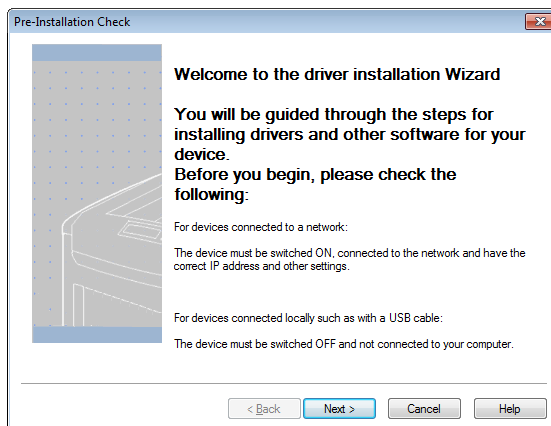 Pre-Installation Check
Welcome to the driver installation Wizard
You will be guided through the steps for
installing drivers and other software for your
device.
Before you begin, please check the
following:
For devices connected to a network:
The device must be switched ON, connected to the network and have the
correct IP address and other settings.
For devices connected locally such as with a USB cable:
The device must be switched OFF and not connected to your computer.
< Back Next > Cancel Help